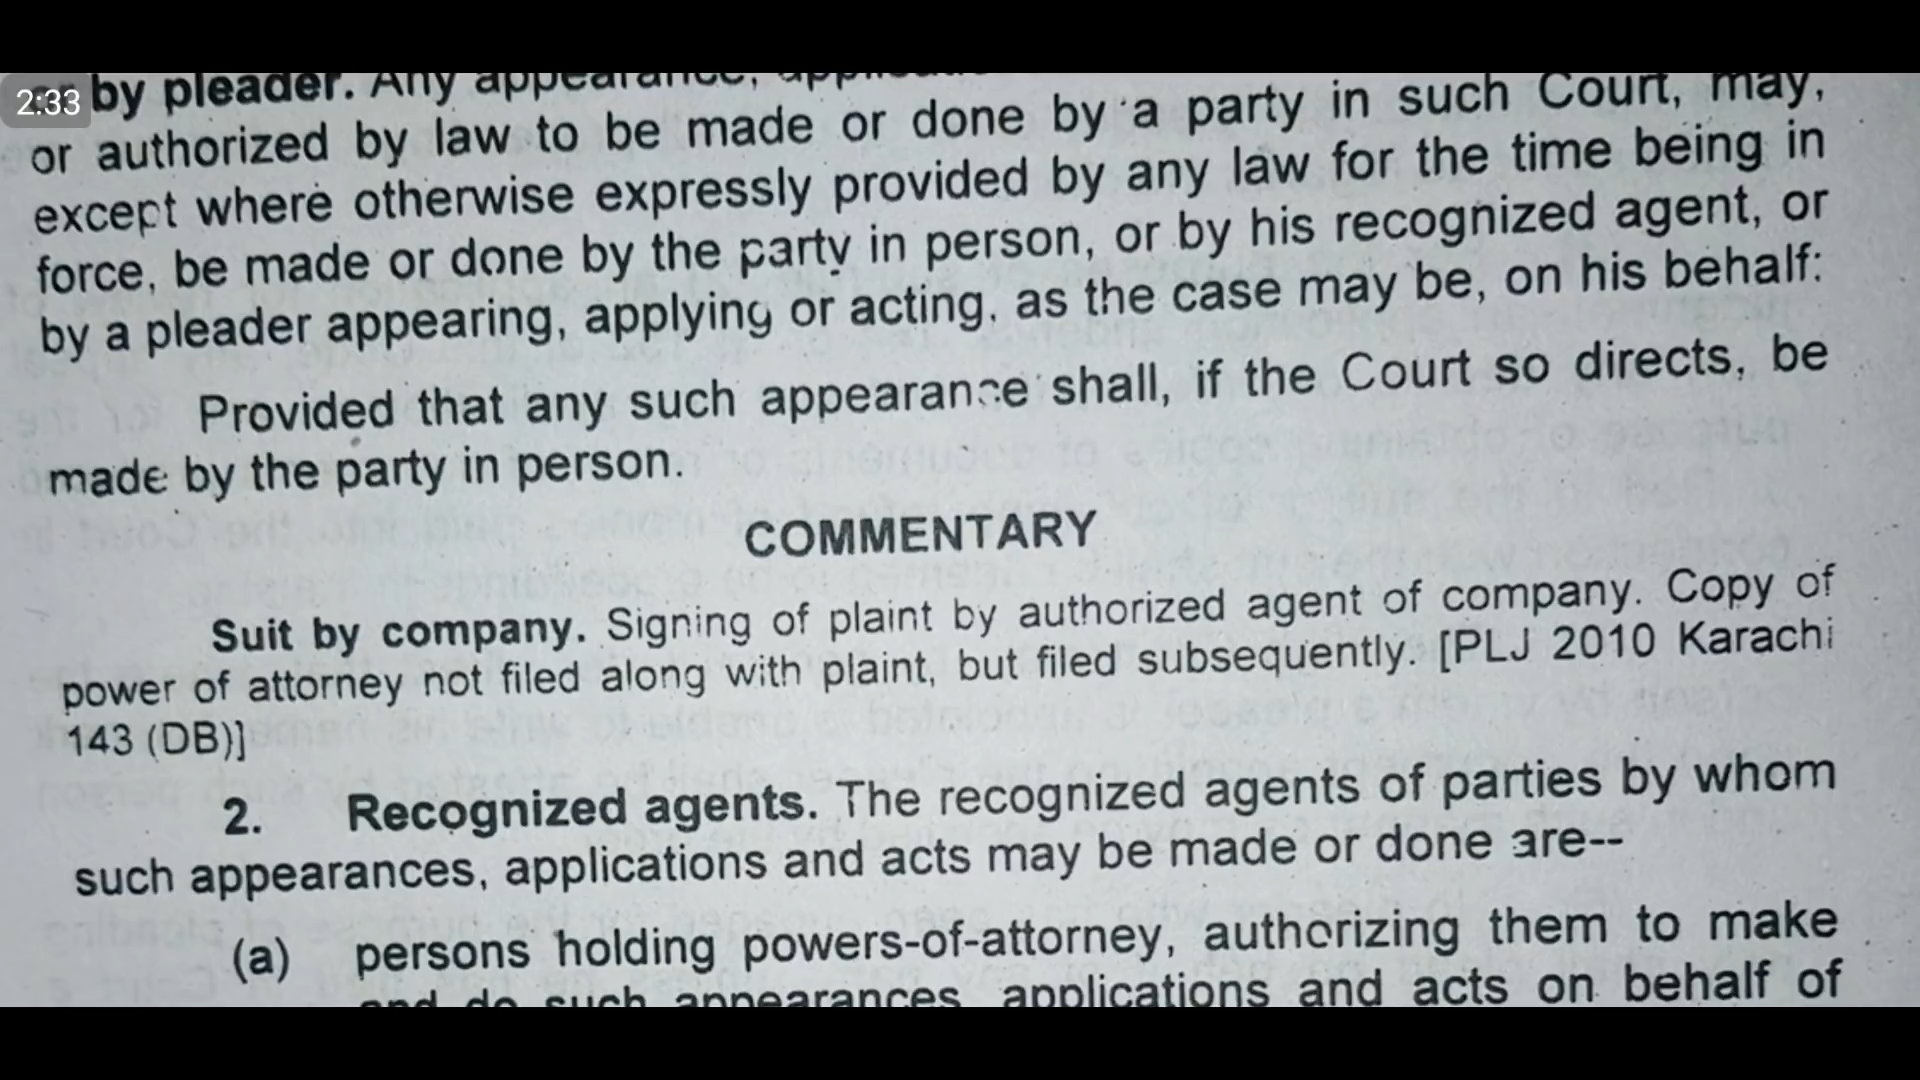 2:33
by pleader. Any appearance,
or authorized by law to be made or done by a party in such Court, may,
except where otherwise expressly provided by any law for the time being in
force, be made or done by the party in person, or by his recognized agent, or
by a pleader appearing, applying or acting, as the case may be, on his behalf:
Provided that any such appearance shall, if the Court so directs, be
made by the party in person.
COMMENTARY
Suit by company. Signing of plaint by authorized agent of company. Copy of
power of attorney not filed along with plaint, but filed subsequently. [PLJ 2010 Karachi
143 (DB)]
2. Recognized agents. The recognized agents of parties by whom
such appearances, applications and acts may be made or done are--
(a) persons holding powers-of-attorney, authorizing them to make
and do such appearances, applications and acts on behalf of